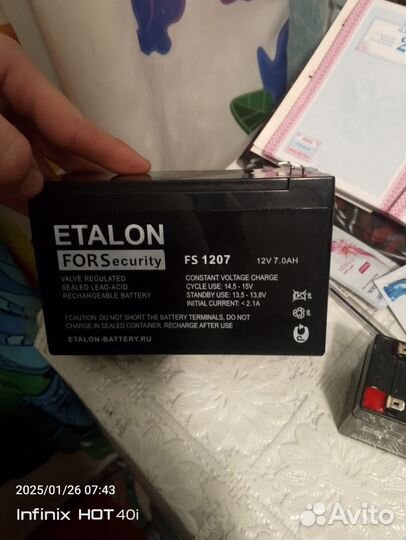 ETALON
FORSecurity
FS 1207
12V 7.0AH
VALVE REGULATED
SEALED LEAD-ACID
RECHARGEABLE BATTERY
CONSTANT VOLTAGE CHARGE
CYCLE USE: 14,5 - 15V
STANDBY USE: 13,5 - 13,8V
INITIAL CURRENT: < 2.1A
! CAUTION: DO NOT SHORT THE BATTERY TERMINALS, DO NOT
CHARGE IN SEALED CONTAINER, RECHARGE AFTER USE.
ETALON-BATTERY.RU
2025/01/26 07:43
Infinix HOT 40i
Avito